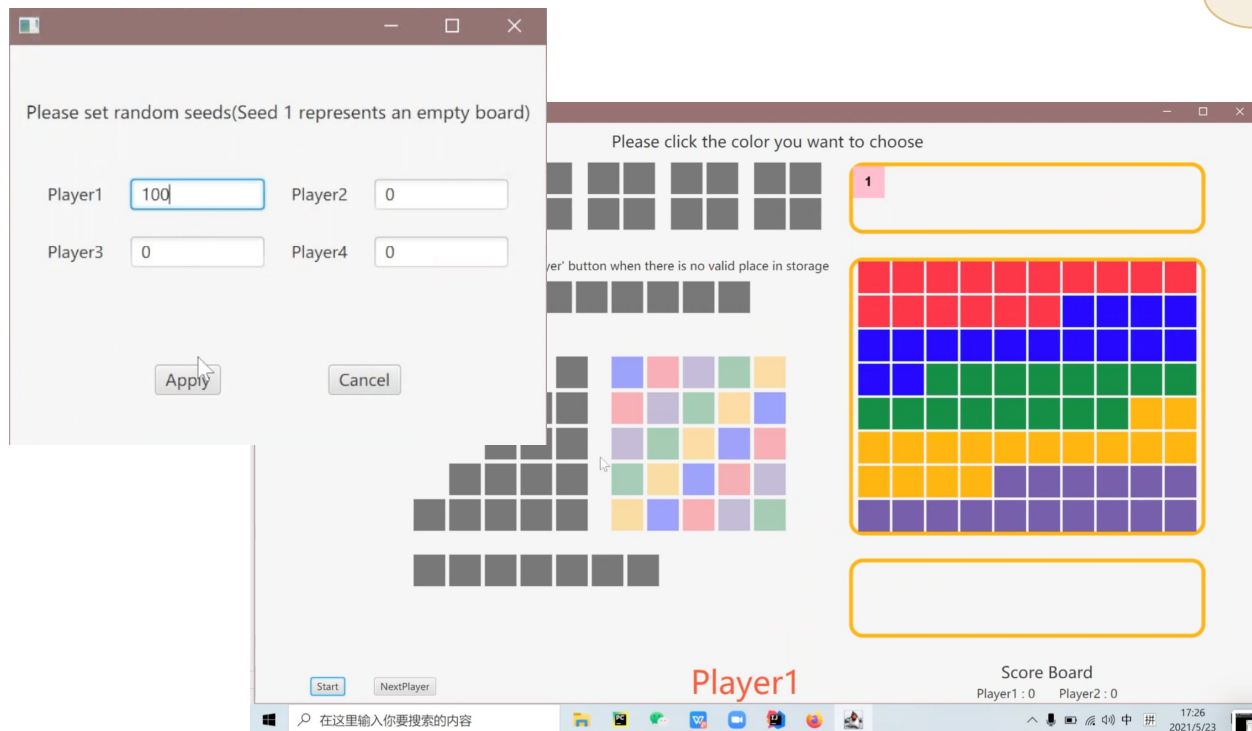 Please set random seeds(Seed 1 represents an empty board)
Player1 100 Player2 0
Player3 0 Player4 0
Apply Cancel
Please click the color you want to choose
1
yer' button when there is no valid place in storage
Start NextPlayer
Player1
Score Board
Player1 : 0 Player2 : 0
在这里输入你要搜索的内容
中 拼 17:26
2021/5/23